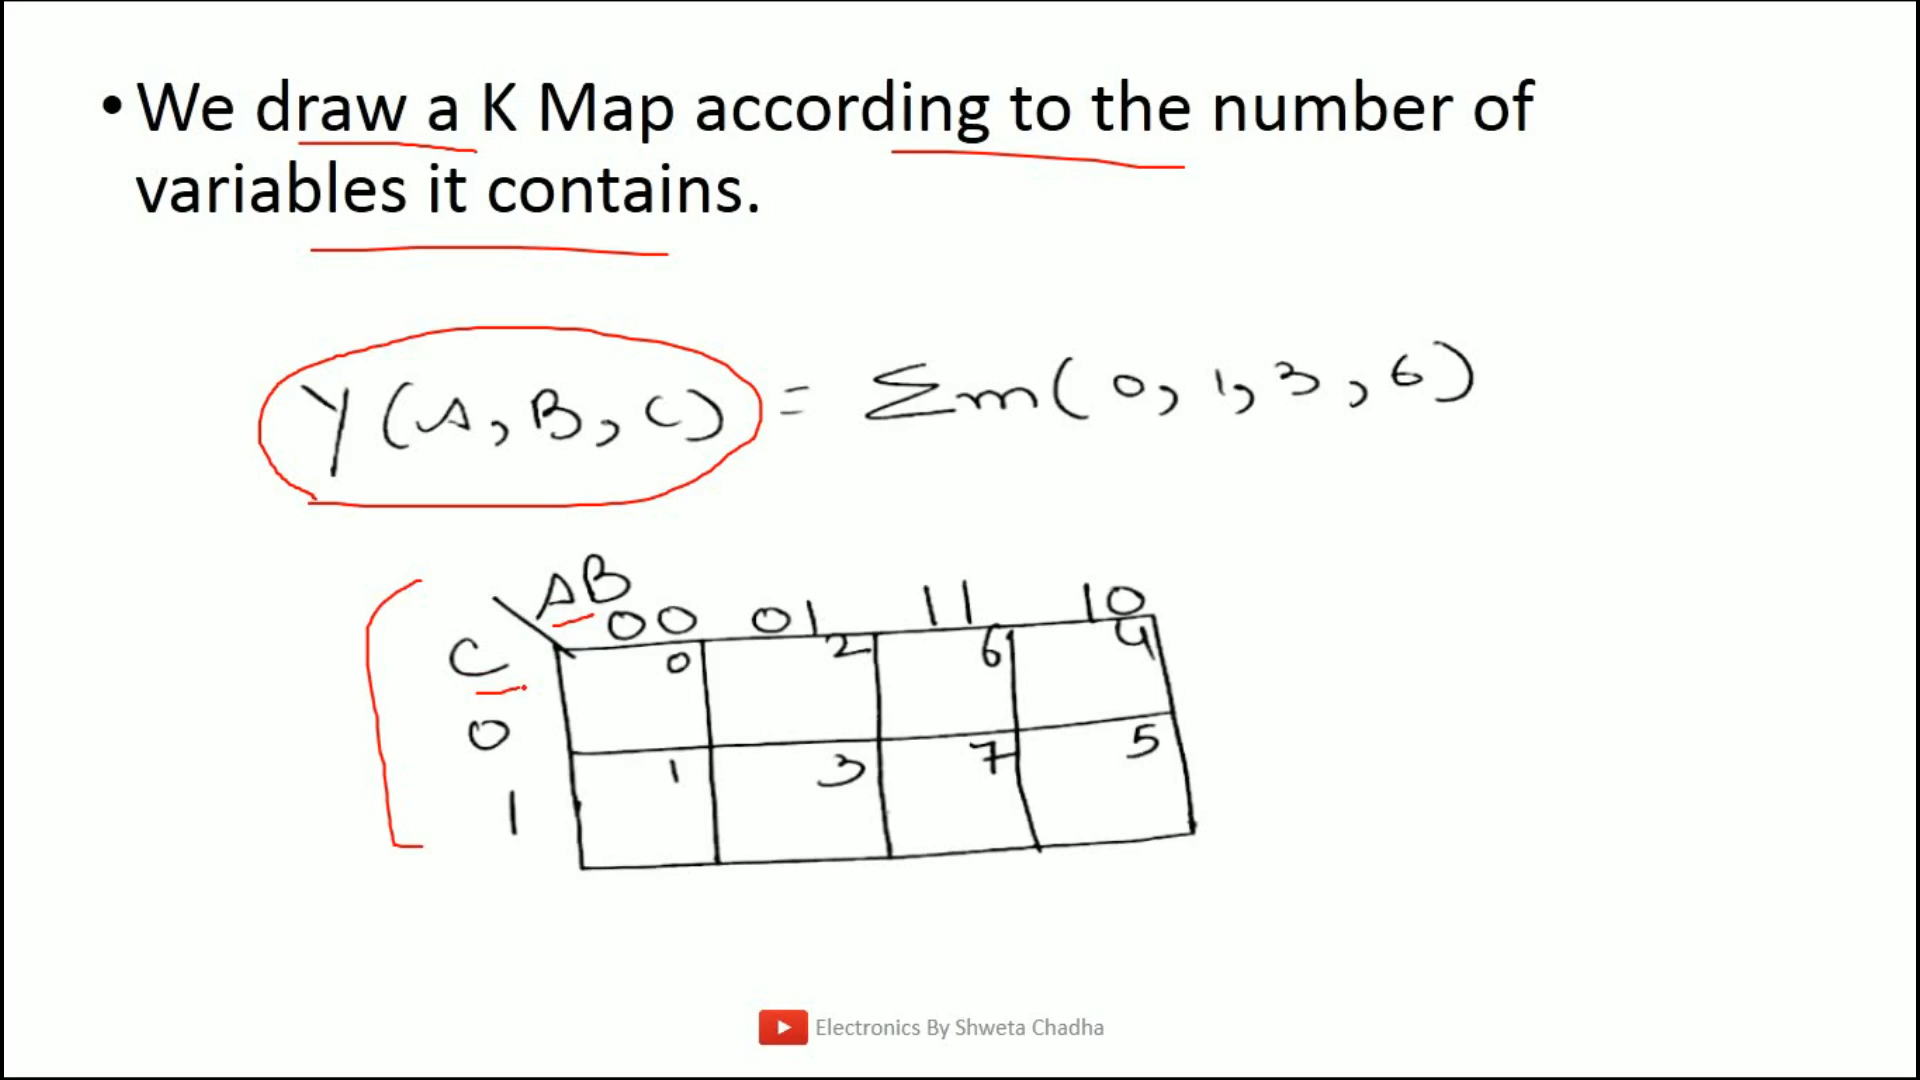 • We draw a K Map according to the number of
variables it contains.
Y(A, B, C) = Σm(0, 1, 3, 6)
AB
00 01 11 10
C
0 2 6 4
0
1 3 7 5
1
Electronics By Shweta Chadha